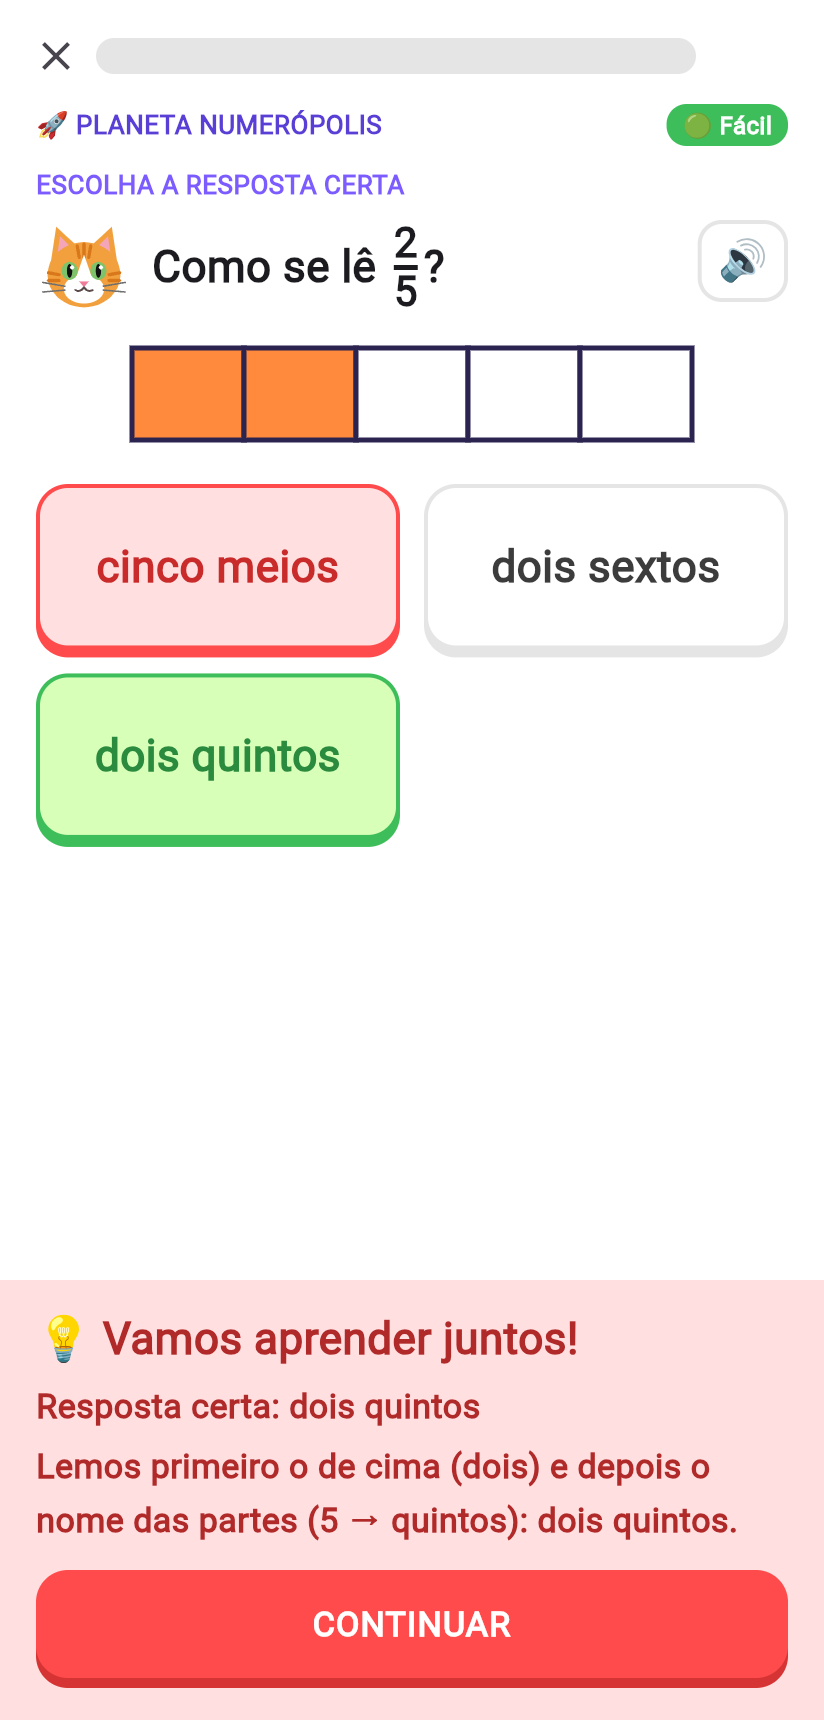 PLANETA NUMERÓPOLIS
Fácil
ESCOLHA A RESPOSTA CERTA
Como se lê 2/5?
cinco meios
dois sextos
dois quintos
Vamos aprender juntos!
Resposta certa: dois quintos
Lemos primeiro o de cima (dois) e depois o
nome das partes (5 → quintos): dois quintos.
CONTINUAR